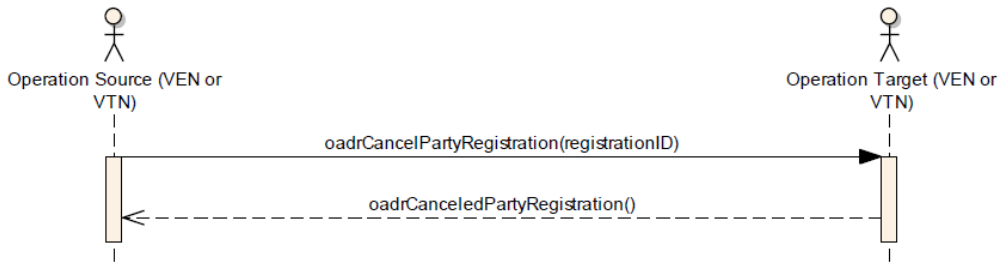 Operation Source (VEN or
VTN)
Operation Target (VEN or
VTN)
oadrCancelPartyRegistration(registrationID)
oadrCanceledPartyRegistration()